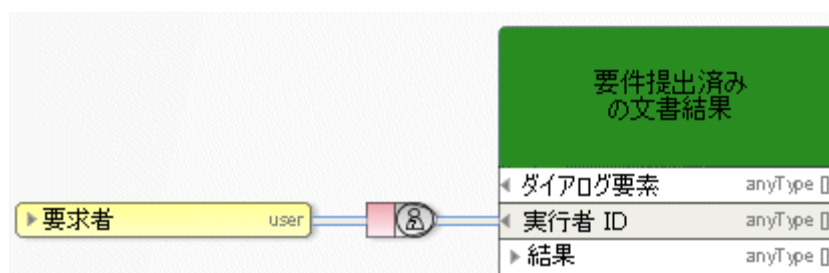 要件提出済み
の文書結果
ダイアログ要素 anyType []
要求者 user
実行者 ID anyType []
結果 anyType []